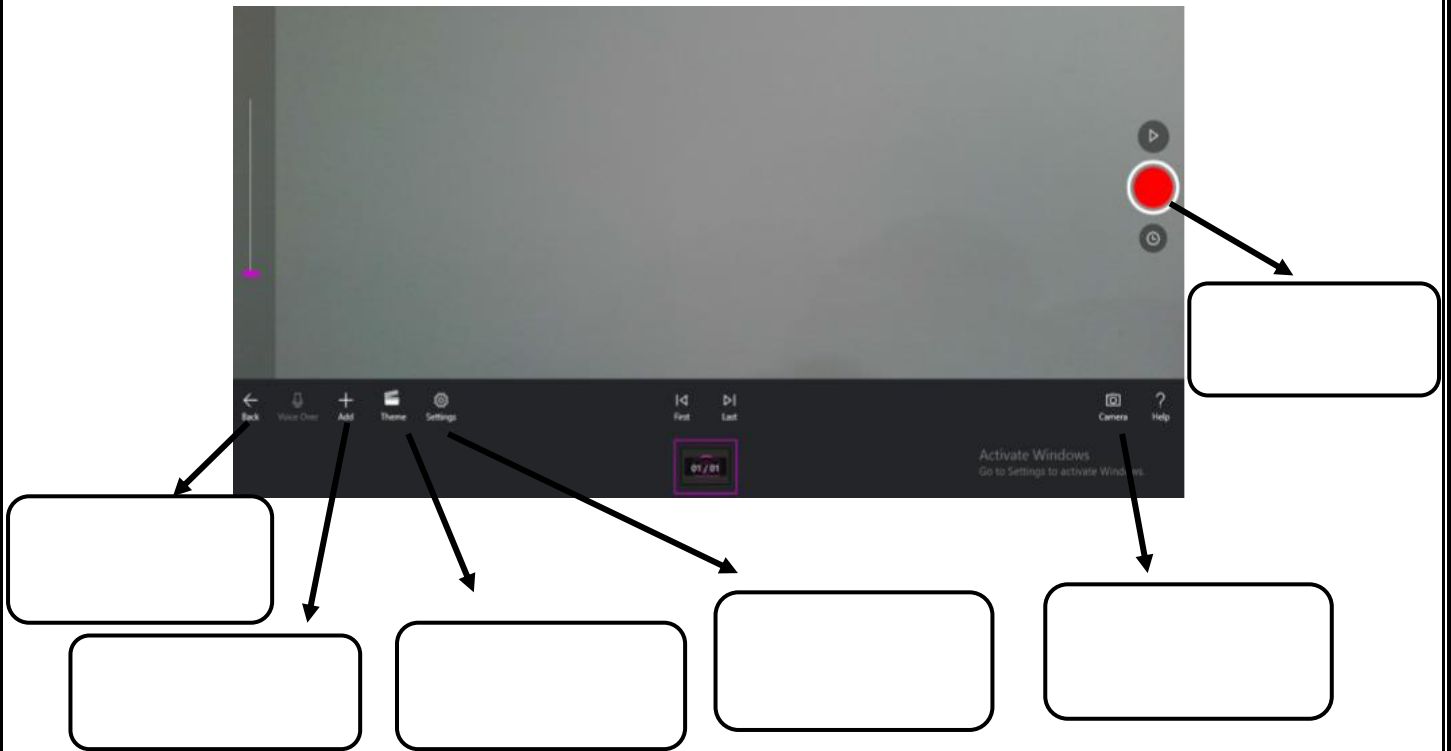 Back Voice Over Add Theme Settings First Last Camera Help
01 / 01
Activate Windows
Go to Settings to activate Windows.